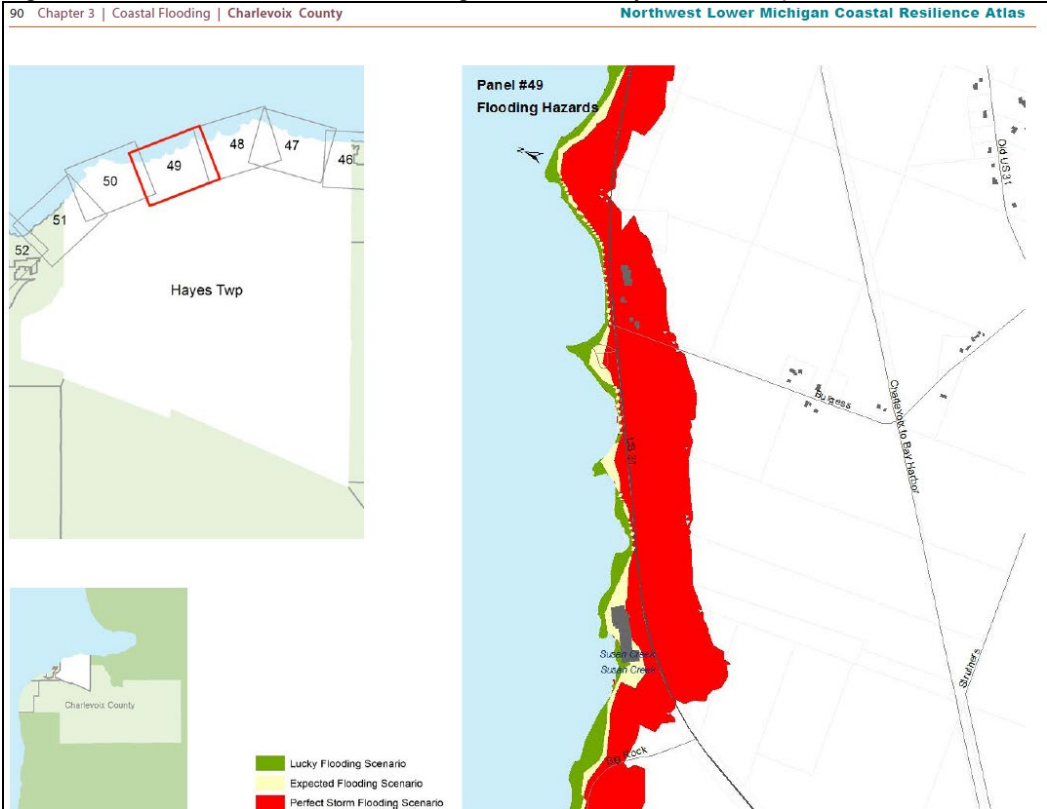 90 Chapter 3 | Coastal Flooding | Charlevoix County
Northwest Lower Michigan Coastal Resilience Atlas
Panel #49
Flooding Hazards
N
Old US 31
46
47
48
49
50
51
52
Hayes Twp
Burgess
Charlevoix to Bay Harbor
US 31
Susan Creek
Susan Creek
Struthers
Big Rock
Charlevoix County
Lucky Flooding Scenario
Expected Flooding Scenario
Perfect Storm Flooding Scenario